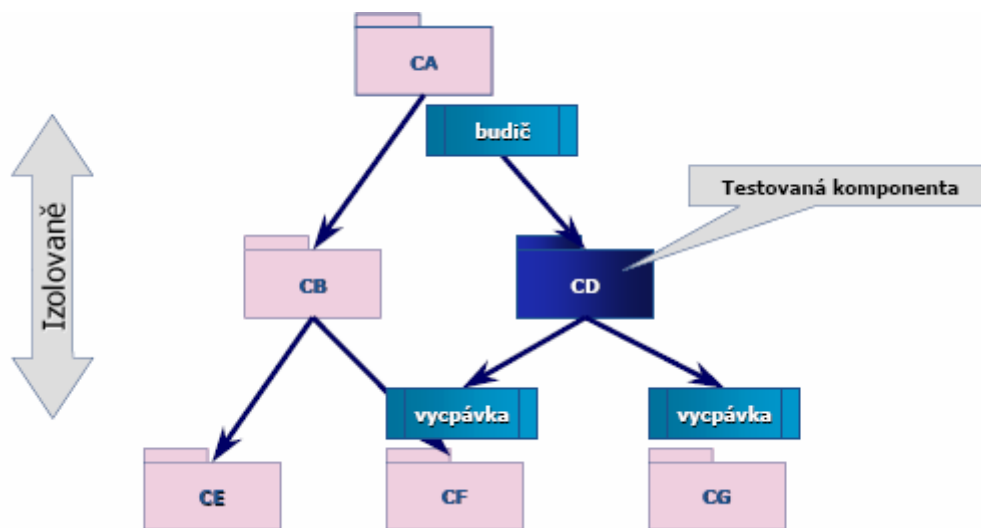 CA
budič
Testovaná komponenta
Izolovaně
CB
CD
vycpávka
vycpávka
CE
CF
CG